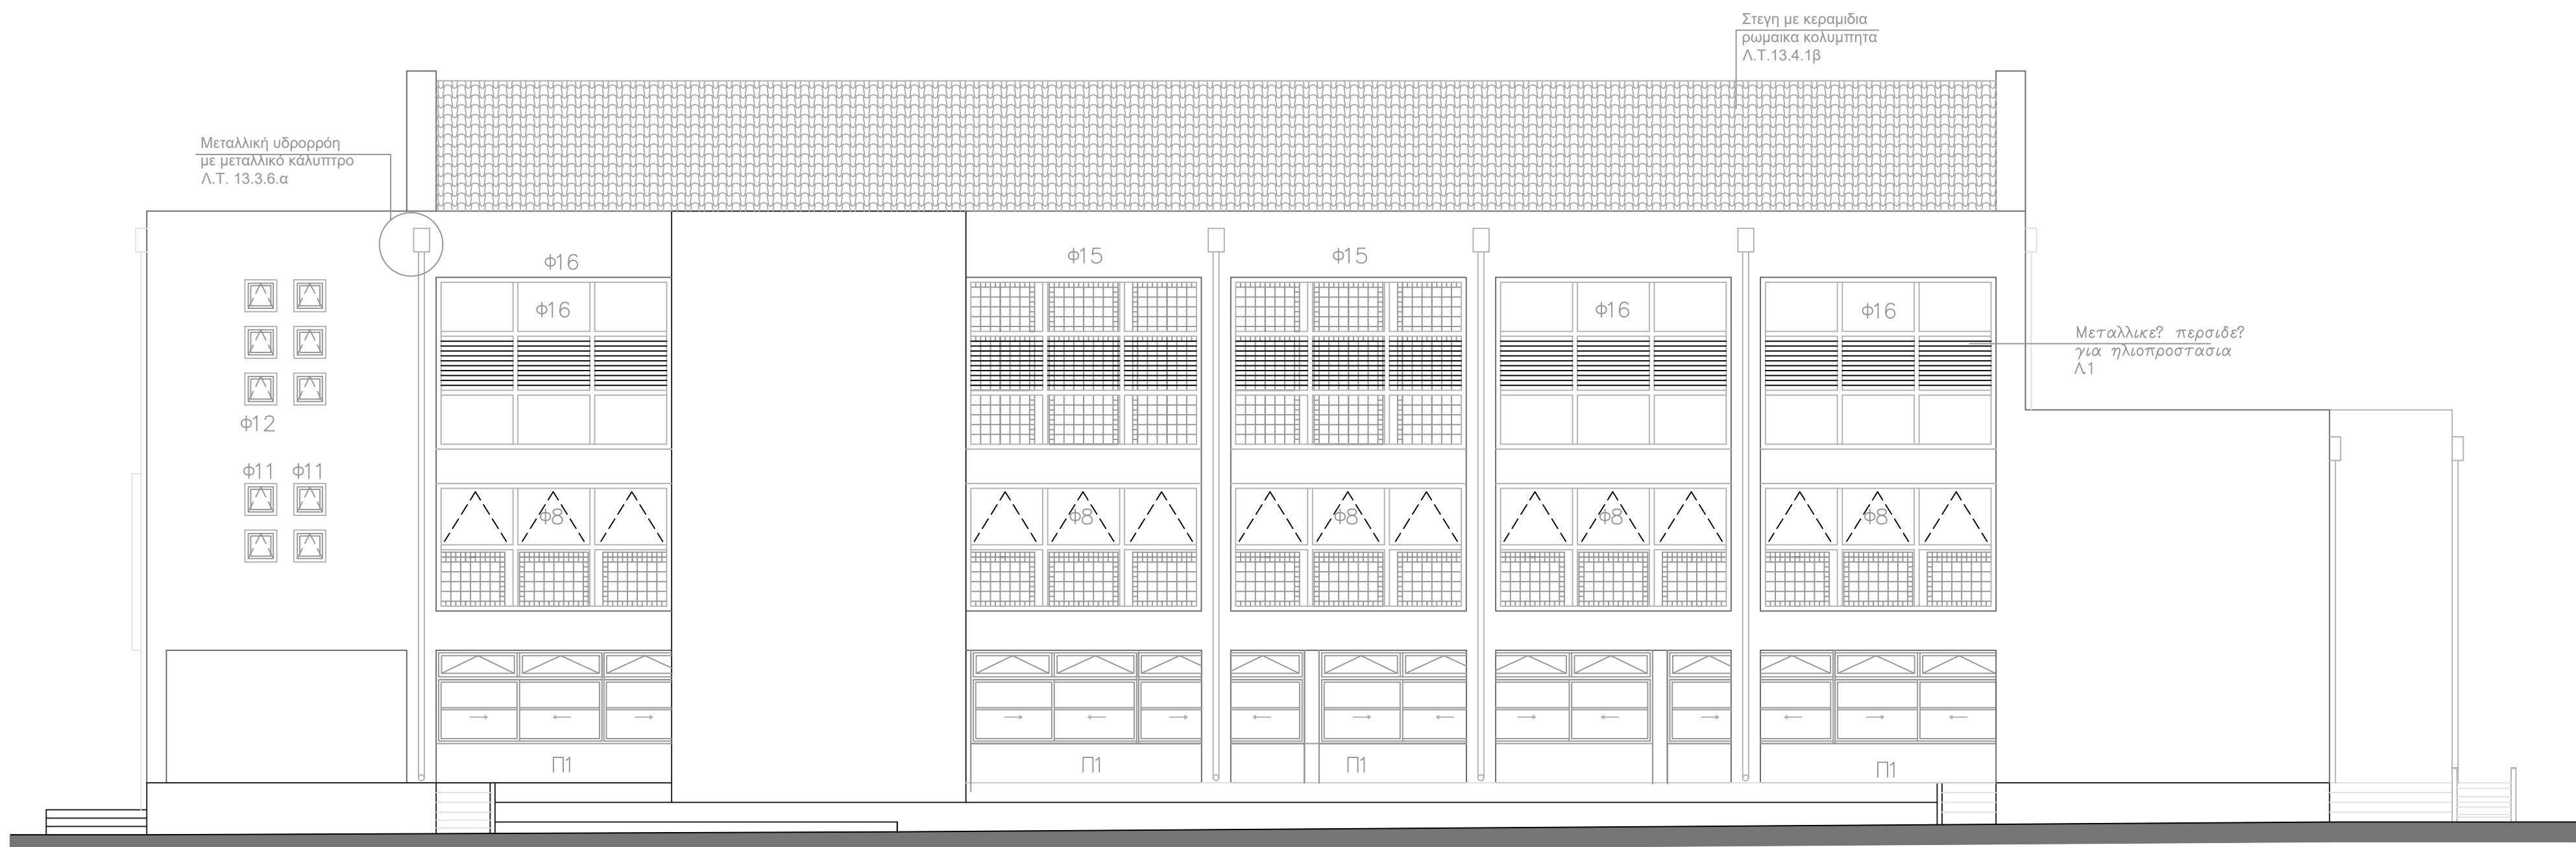 Στεγη με κεραμιδια
ρωμαικα κολυμπητα
Λ.Τ.13.4.1β
Μεταλλική υδρορρόη
με μεταλλικό κάλυπτρο
Λ.Τ. 13.3.6.α
Φ16
Φ15
Φ15
Φ16
Φ16
Φ16
Μεταλλικε? περσιδε?
για ηλιοπροστασια
Λ.1
Φ12
Φ11 Φ11
Φ8
Φ8
Φ8
Φ8
Φ8
Π1
Π1
Π1
Π1